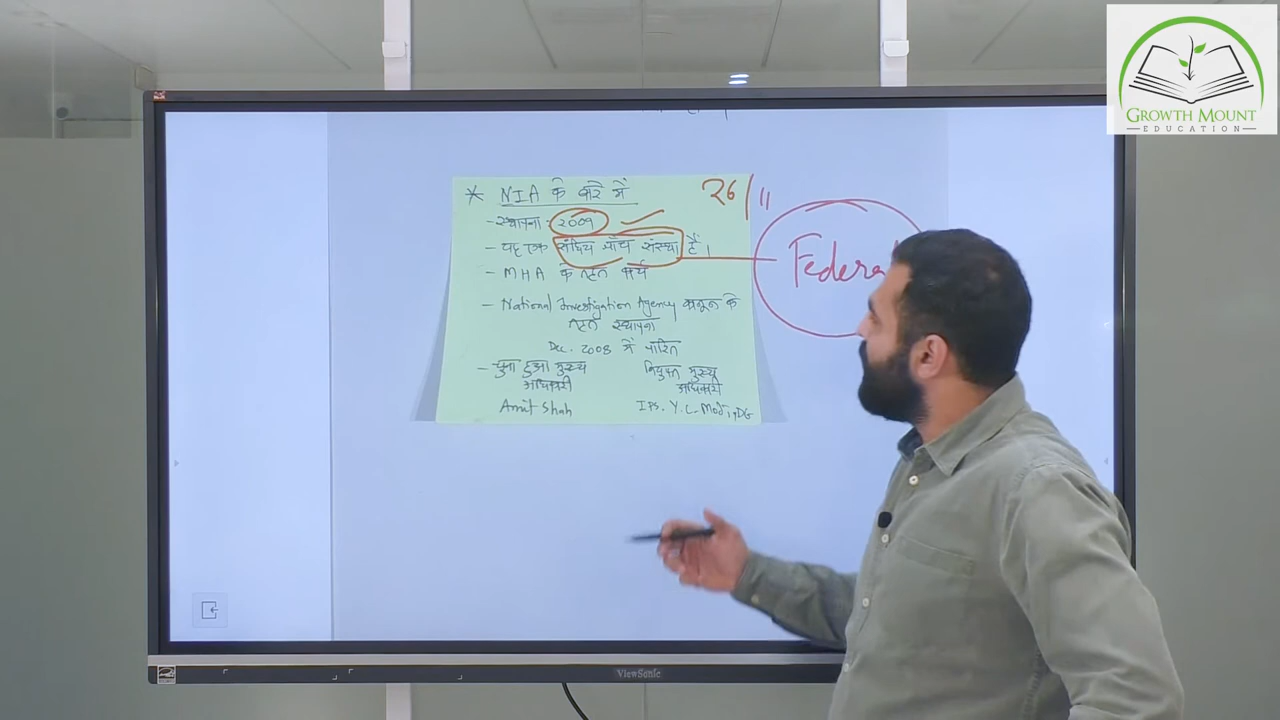 GROWTH MOUNT
EDUCATION
* NIA के बारे में
26/11
- स्थापना - 2009
- यह एक संघीय जाँच संस्था है।
Federal
- MHA के तहत कार्य
- National Investigation Agency कानून के
तहत स्थापना
Dec. 2008 में पारित
- चुना हुआ मुख्य अधिकारी
Amit Shah
नियुक्त मुख्य अधिकारी
IPS. Y. C. Modi, DG
ViewSonic